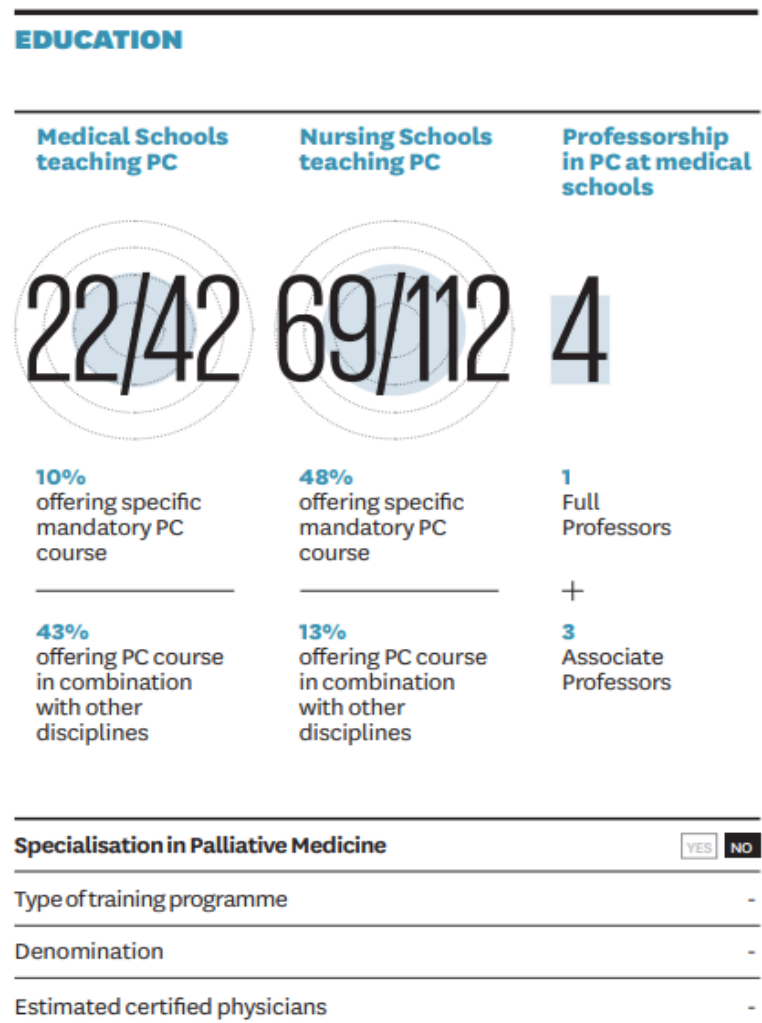 EDUCATION
Medical Schools
teaching PC
22/42
10%
offering specific
mandatory PC
course
43%
offering PC course
in combination
with other
disciplines
Nursing Schools
teaching PC
69/112
48%
offering specific
mandatory PC
course
13%
offering PC course
in combination
with other
disciplines
Professorship
in PC at medical
schools
4
1
Full
Professors
+
3
Associate
Professors
Specialisation in Palliative Medicine YES NO
Type of training programme -
Denomination -
Estimated certified physicians -